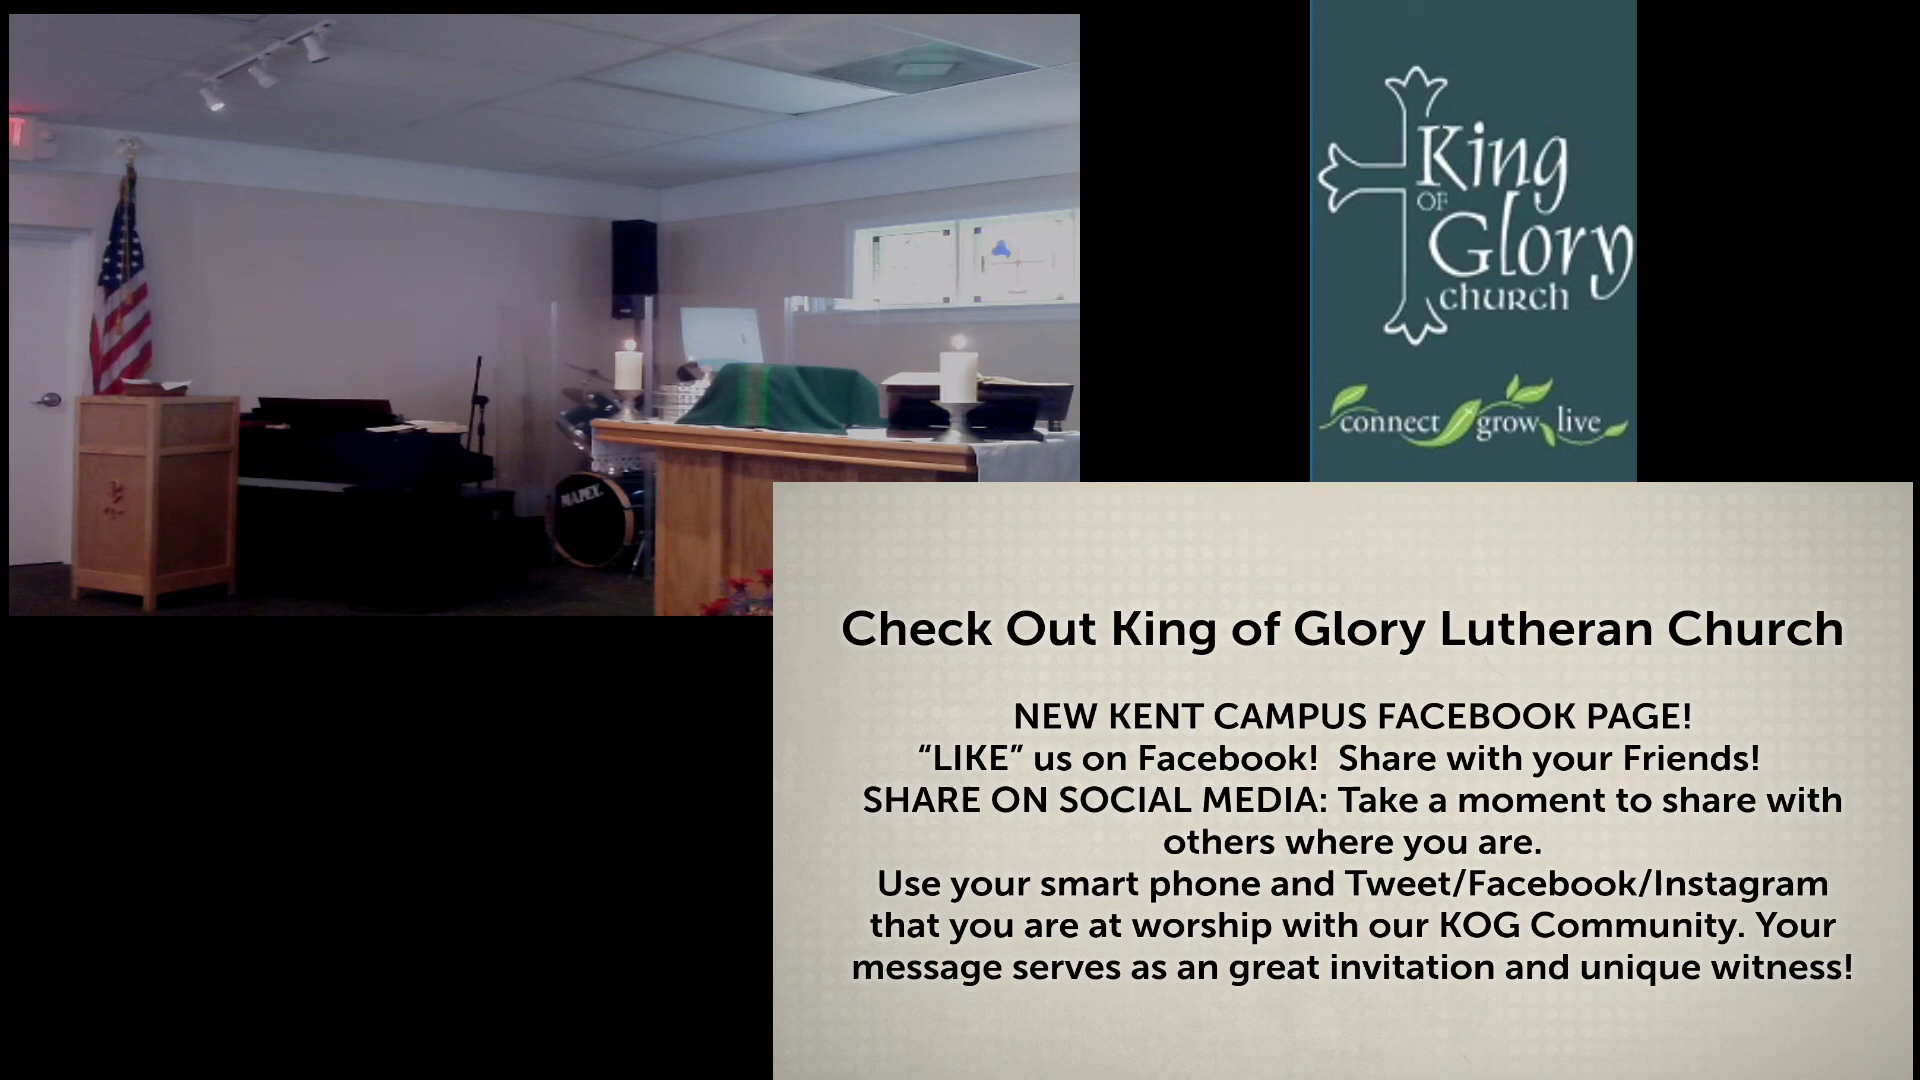 King
OF
Glory
church
connect grow live
MAPEX.
Check Out King of Glory Lutheran Church
NEW KENT CAMPUS FACEBOOK PAGE!
“LIKE” us on Facebook!  Share with your Friends!
SHARE ON SOCIAL MEDIA: Take a moment to share with
others where you are.
Use your smart phone and Tweet/Facebook/Instagram
that you are at worship with our KOG Community. Your
message serves as an great invitation and unique witness!